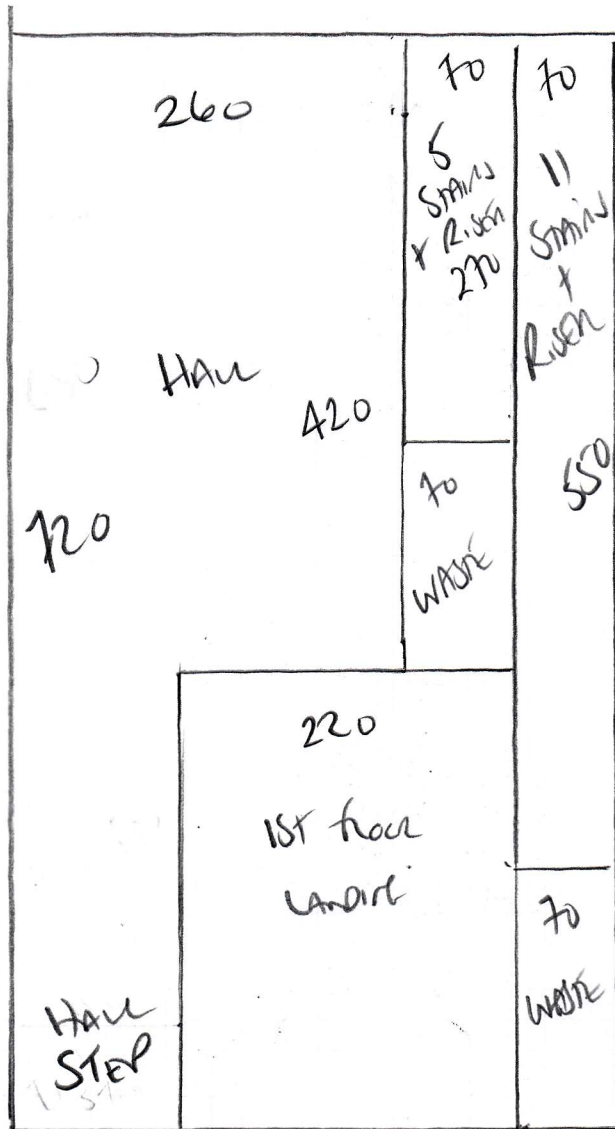 260
HALL
420
720
70
5
STAIRS
+ RISER
270
70
11
STAIRS
+
RISER
550
70
WASTE
220
1ST FLOOR
LANDING
HALL
STEP
70
WASTE